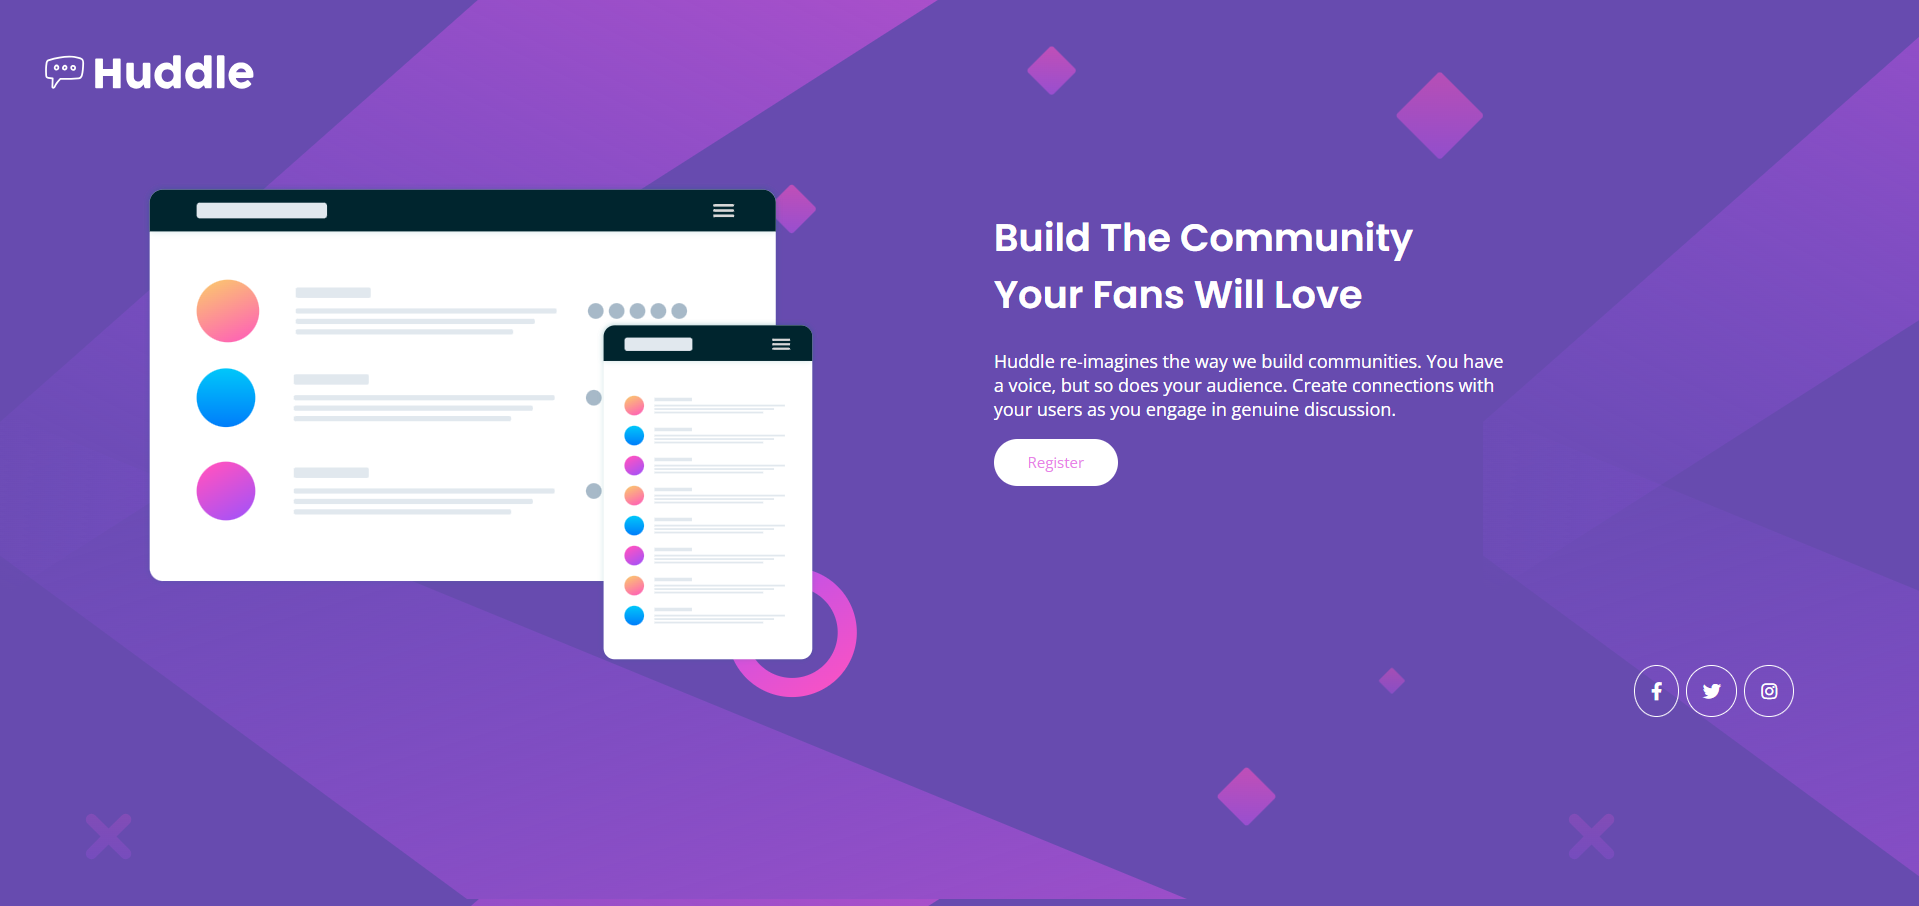 Huddle
Build The Community
Your Fans Will Love
Huddle re-imagines the way we build communities. You have
a voice, but so does your audience. Create connections with
your users as you engage in genuine discussion.
Register